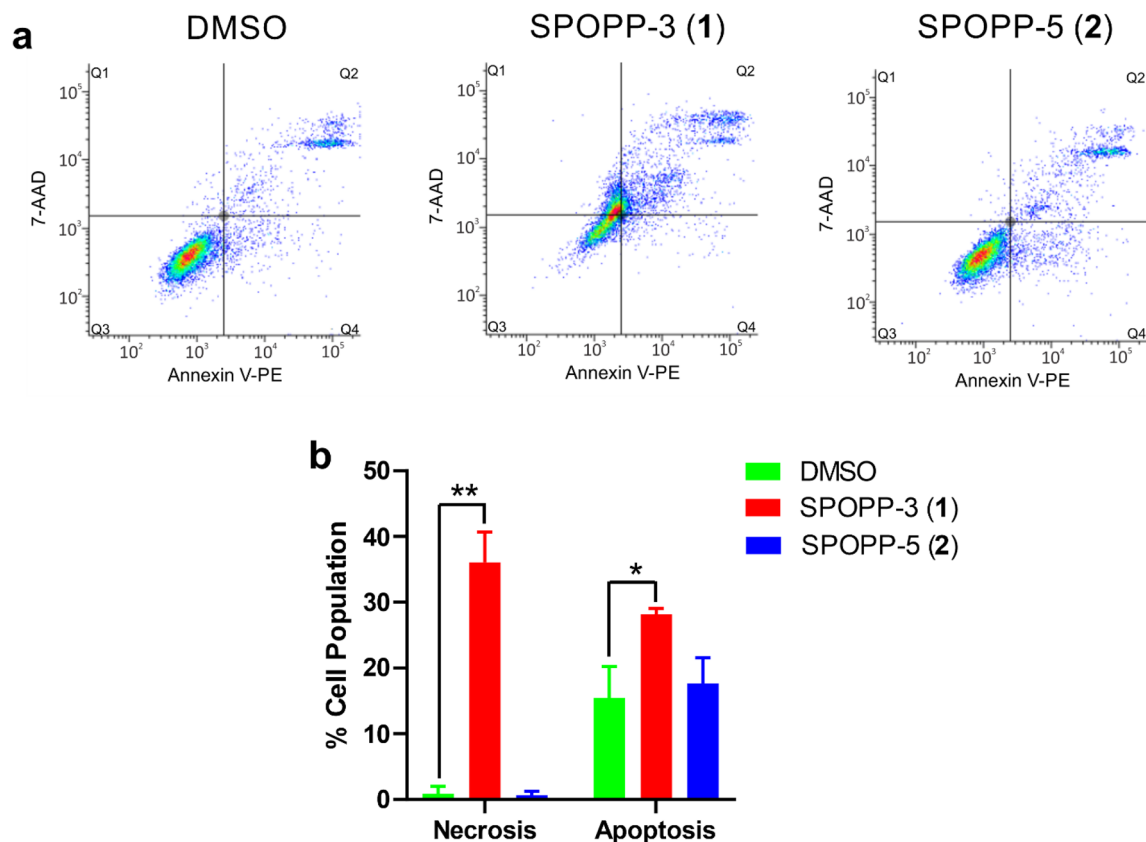 a
DMSO
SPOPP-3 (1)
SPOPP-5 (2)
Q1
Q2
Q3
Q4
10⁵
10⁴
10³
10²
7-AAD
10² 10³ 10⁴ 10⁵
Annexin V-PE
Q1
Q2
Q3
Q4
10⁵
10⁴
10³
10²
7-AAD
10² 10³ 10⁴ 10⁵
Annexin V-PE
Q1
Q2
Q3
Q4
10⁵
10⁴
10³
10²
7-AAD
10² 10³ 10⁴ 10⁵
Annexin V-PE
b
50
40
30
20
10
0
% Cell Population
**
*
Necrosis
Apoptosis
DMSO
SPOPP-3 (1)
SPOPP-5 (2)